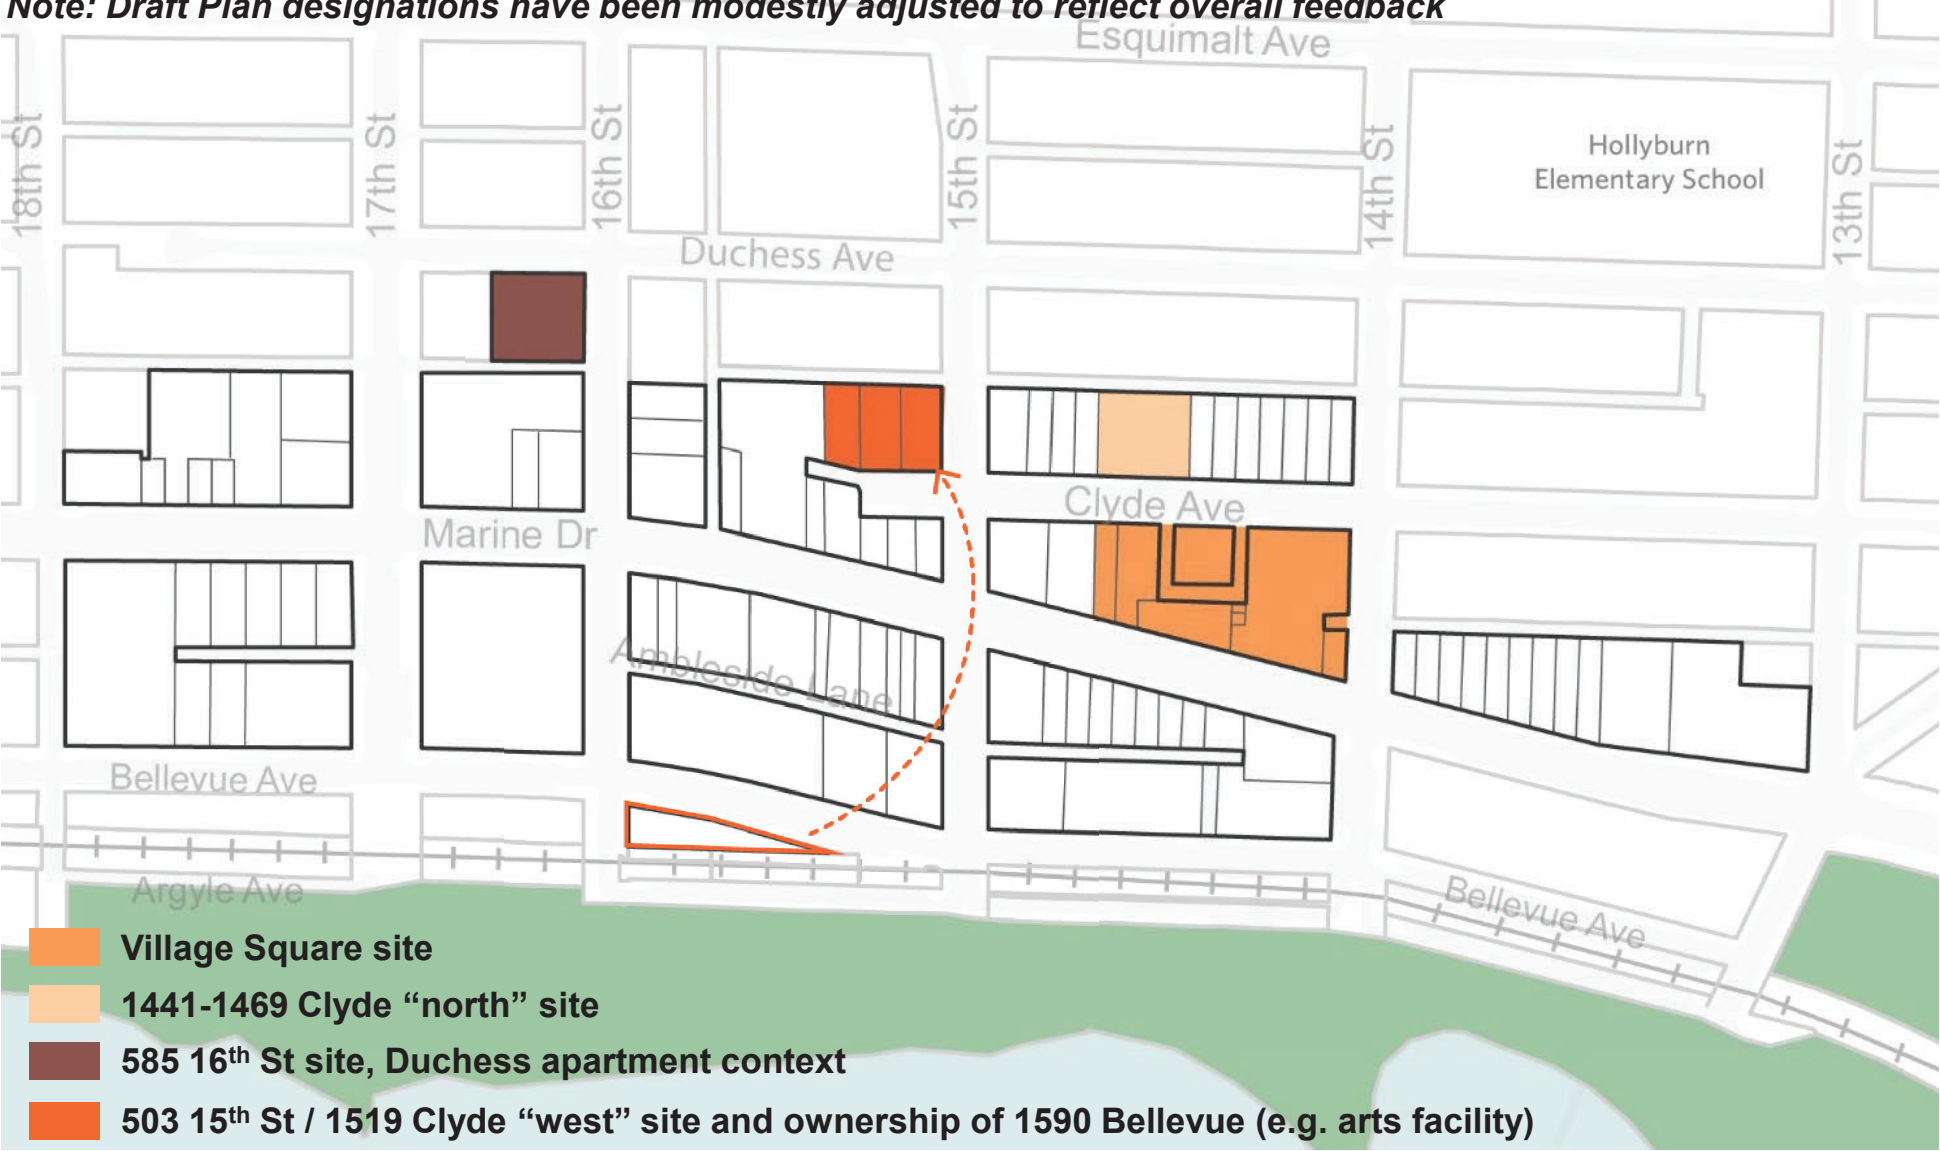 Note: Draft Plan designations have been modestly adjusted to reflect overall feedback
Esquimalt Ave
18th St
17th St
16th St
15th St
14th St
Hollyburn
Elementary School
13th St
Duchess Ave
Clyde Ave
Marine Dr
Ambleside Lane
Bellevue Ave
Argyle Ave
Bellevue Ave
Village Square site
1441-1469 Clyde “north” site
585 16th St site, Duchess apartment context
503 15th St / 1519 Clyde “west” site and ownership of 1590 Bellevue (e.g. arts facility)